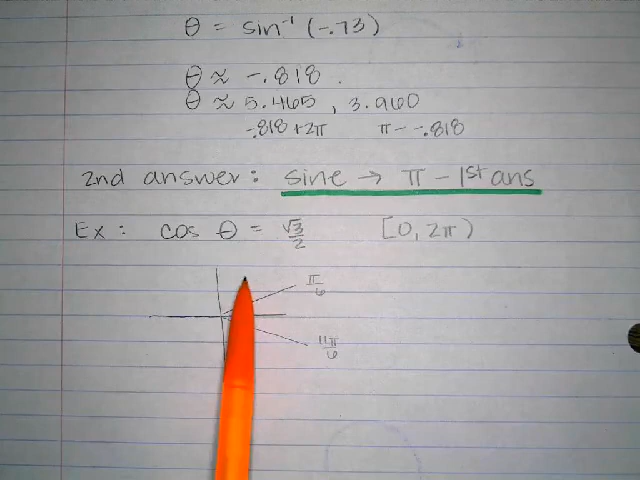 θ = sin⁻¹ (-.73)
θ ≈ -.818.
θ ≈ 5.465, 3.960
-.818+2π π - -.818
2nd answer: sine → π - 1st ans
Ex: cos θ = √3/2 [0, 2π)
π/6
11π/6